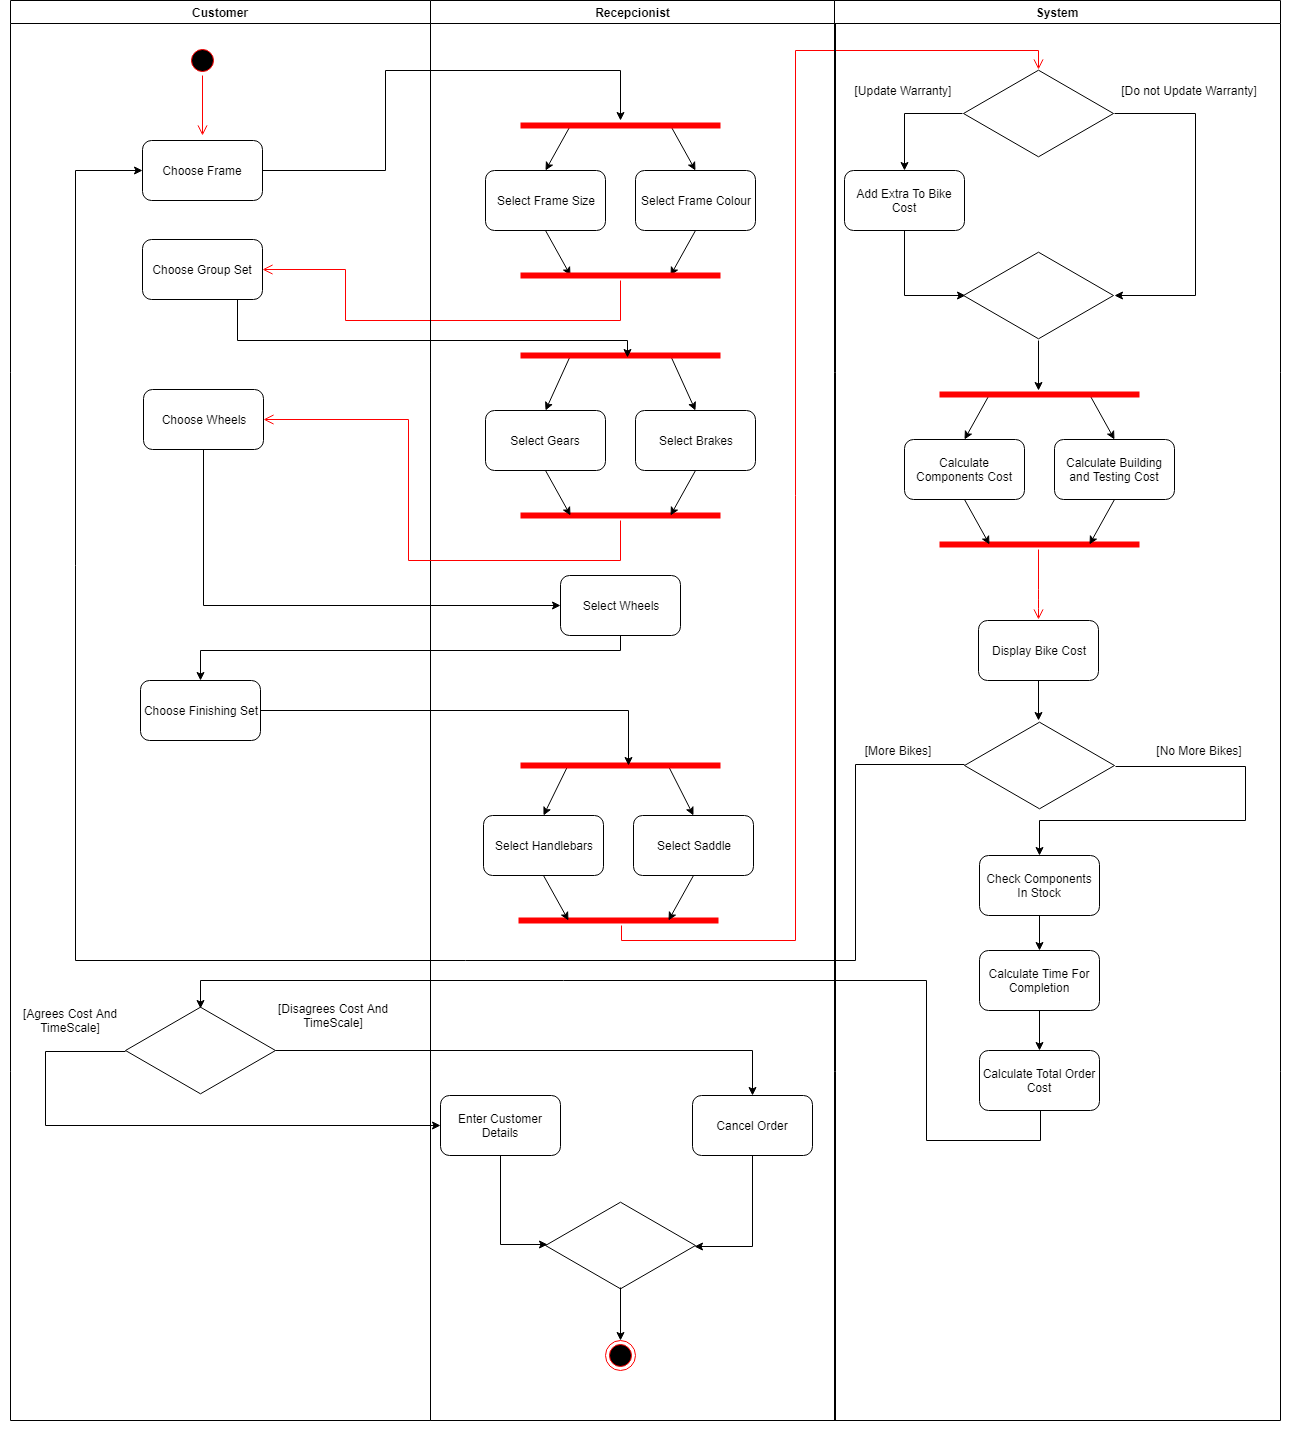 Customer
Recepcionist
System
[Update Warranty]
[Do not Update Warranty]
Choose Frame
Select Frame Size
Select Frame Colour
Add Extra To Bike
Cost
Choose Group Set
Choose Wheels
Select Gears
Select Brakes
Calculate
Components Cost
Calculate Building
and Testing Cost
Select Wheels
Display Bike Cost
Choose Finishing Set
[More Bikes]
[No More Bikes]
Select Handlebars
Select Saddle
Check Components
In Stock
Calculate Time For
Completion
[Agrees Cost And
TimeScale]
[Disagrees Cost And
TimeScale]
Calculate Total Order
Cost
Enter Customer
Details
Cancel Order